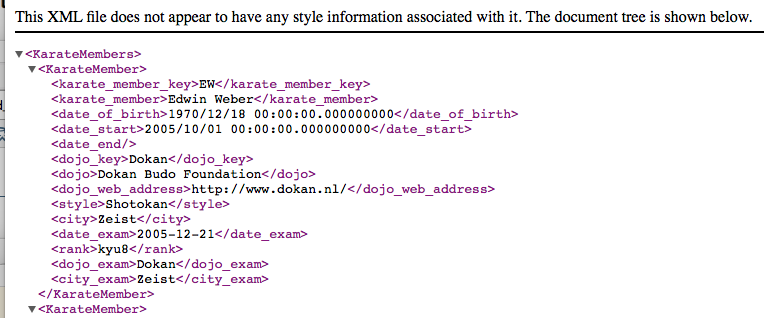 This XML file does not appear to have any style information associated with it. The document tree is shown below.
▼<KarateMembers>
▼<KarateMember>
<karate_member_key>EW</karate_member_key>
<karate_member>Edwin Weber</karate_member>
<date_of_birth>1970/12/18 00:00:00.000000000</date_of_birth>
<date_start>2005/10/01 00:00:00.000000000</date_start>
<date_end/>
<dojo_key>Dokan</dojo_key>
<dojo>Dokan Budo Foundation</dojo>
<dojo_web_address>http://www.dokan.nl/</dojo_web_address>
<style>Shotokan</style>
<city>Zeist</city>
<date_exam>2005-12-21</date_exam>
<rank>kyu8</rank>
<dojo_exam>Dokan</dojo_exam>
<city_exam>Zeist</city_exam>
</KarateMember>
▼<KarateMember>